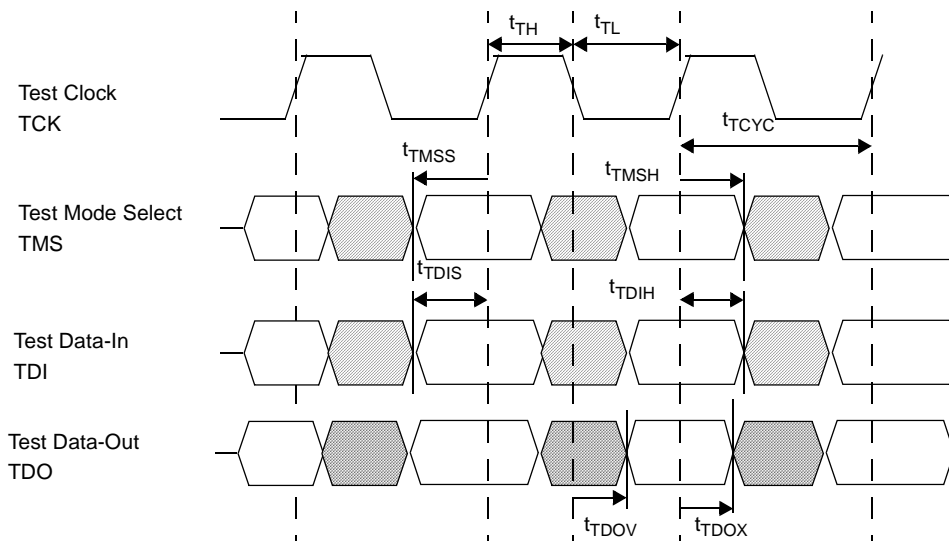 tTH
tTL
Test Clock
TCK
tTCYC
tTMSS
tTMSH
Test Mode Select
TMS
tTDIS
tTDIH
Test Data-In
TDI
Test Data-Out
TDO
tTDOV
tTDOX